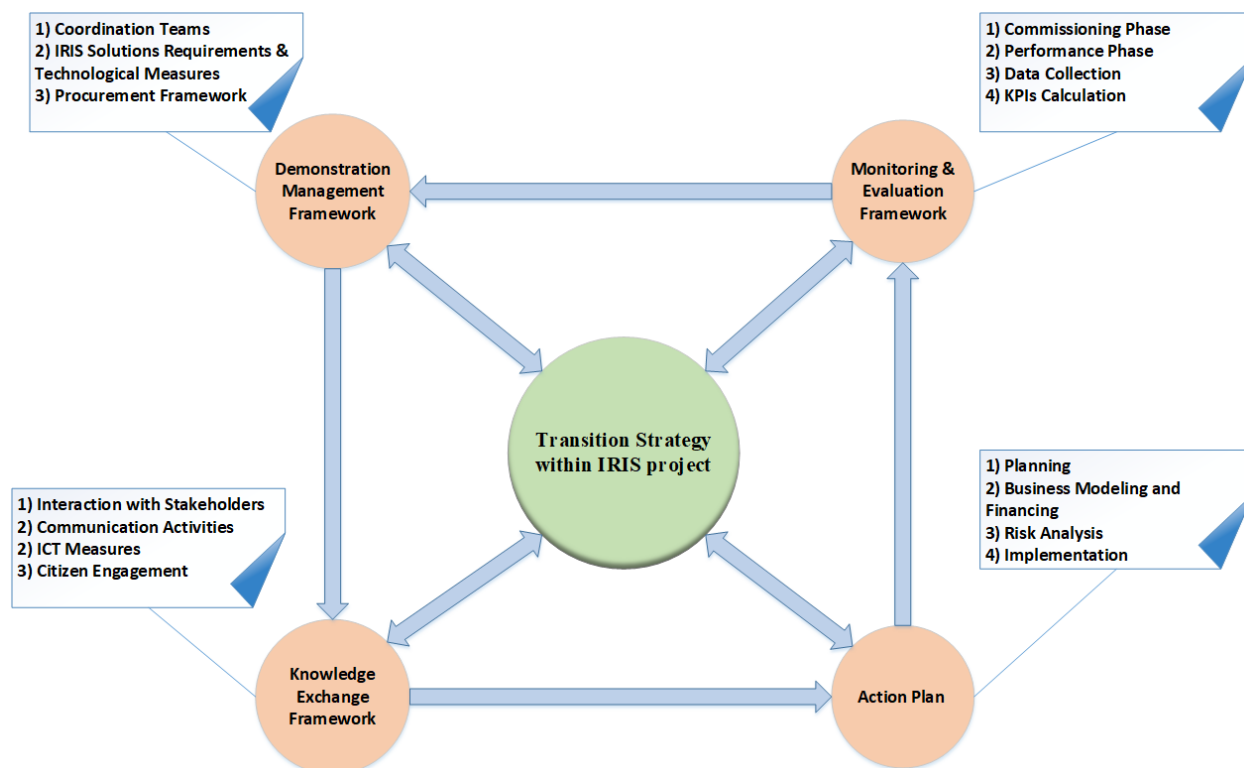 1) Coordination Teams
2) IRIS Solutions Requirements &
Technological Measures
3) Procurement Framework
1) Commissioning Phase
2) Performance Phase
3) Data Collection
4) KPIs Calculation
Demonstration
Management
Framework
Monitoring &
Evaluation
Framework
Transition Strategy
within IRIS project
1) Interaction with Stakeholders
2) Communication Activities
2) ICT Measures
3) Citizen Engagement
1) Planning
2) Business Modeling and
Financing
3) Risk Analysis
4) Implementation
Knowledge
Exchange
Framework
Action Plan